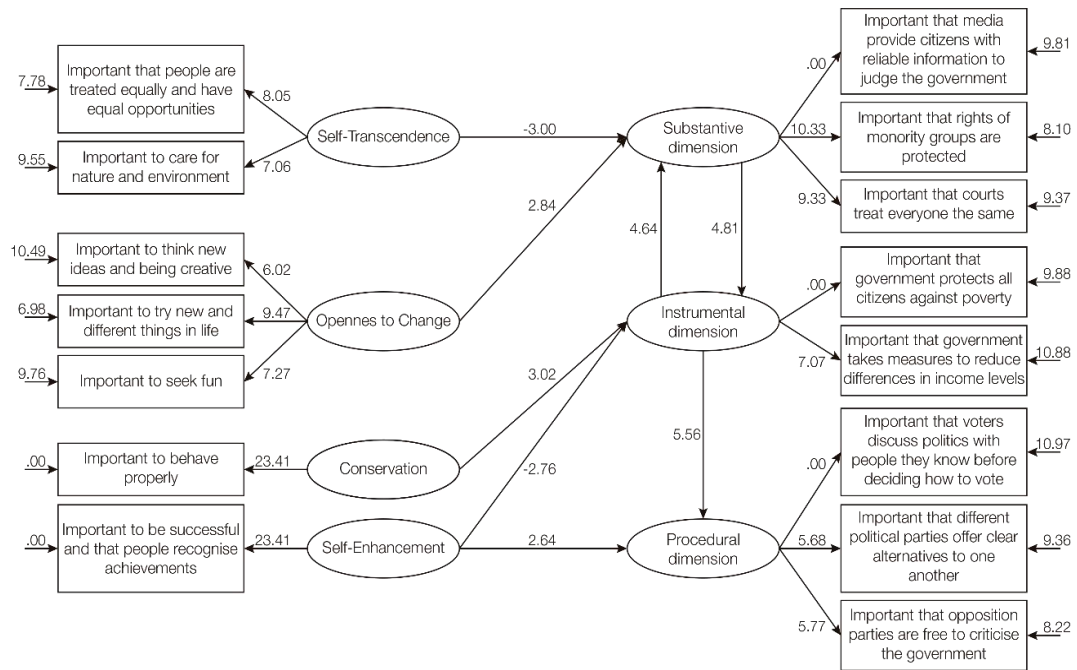 Important that people are
treated equally and have
equal opportunities
7.78
8.05
Important to care for
nature and environment
9.55
7.06
Self-Transcendence
-3.00
Important to think new
ideas and being creative
10.49
6.02
Important to try new and
different things in life
6.98
9.47
Important to seek fun
9.76
7.27
Opennes to Change
2.84
Important to behave
properly
.00
23.41
Conservation
3.02
Important to be successful
and that people recognise
achievements
.00
23.41
Self-Enhancement
-2.76
2.64
Substantive
dimension
4.64
4.81
Instrumental
dimension
5.56
Procedural
dimension
.00
Important that media
provide citizens with
reliable information to
judge the government
9.81
10.33
Important that rights of
monority groups are
protected
8.10
9.33
Important that courts
treat everyone the same
9.37
.00
Important that
government protects all
citizens against poverty
9.88
7.07
Important that government
takes measures to reduce
differences in income levels
10.88
.00
Important that voters
discuss politics with
people they know before
deciding how to vote
10.97
5.68
Important that different
political parties offer clear
alternatives to one
another
9.36
5.77
Important that opposition
parties are free to criticise
the government
8.22